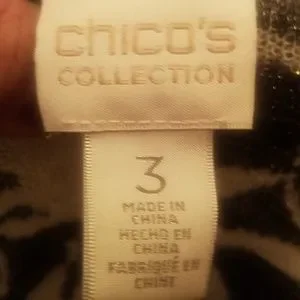 chico's
COLLECTION
3
MADE IN
CHINA
HECHO EN
CHINA
FABRIQUÉ EN
CHINE